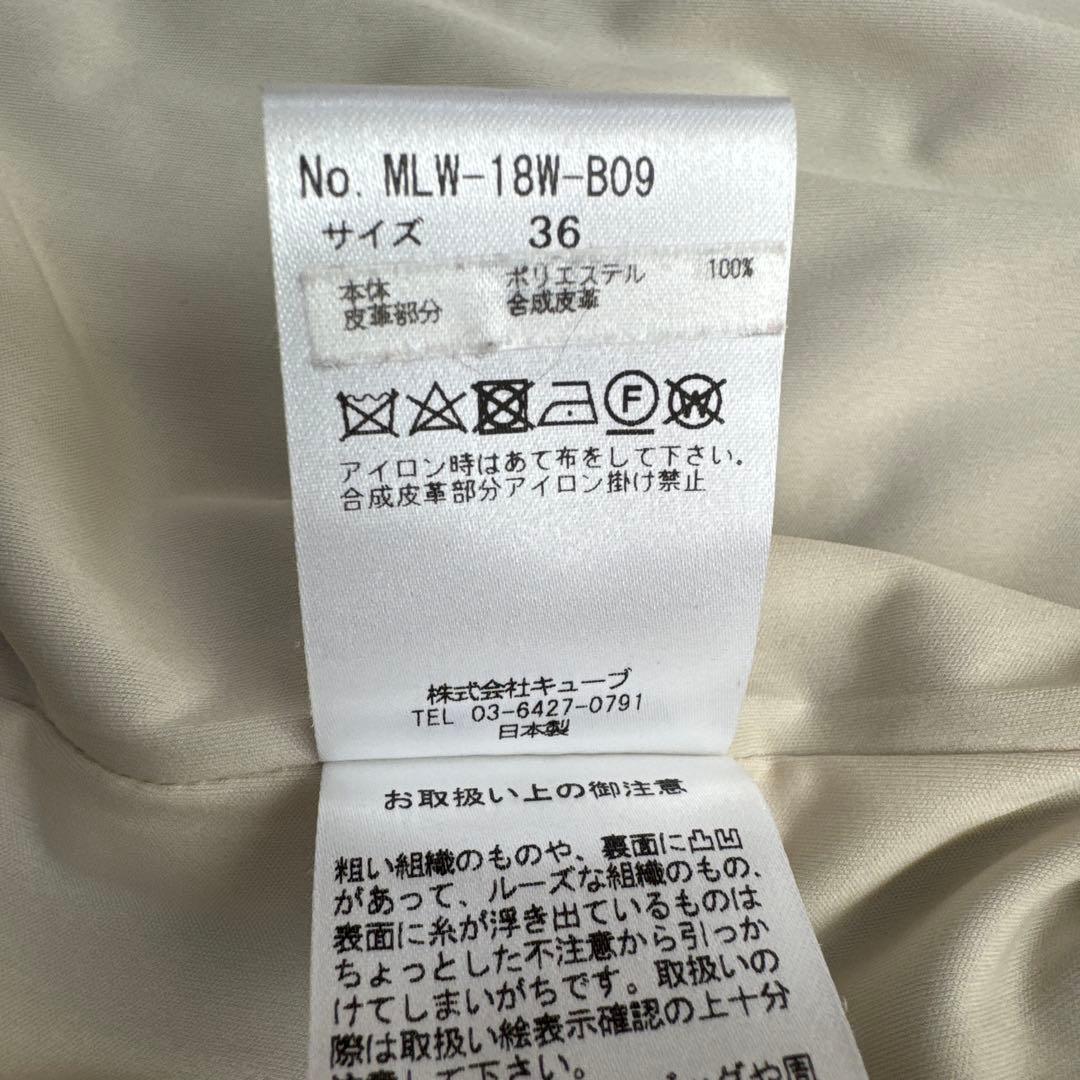 No. MLW-18W-B09
サイズ 36
本体 ポリエステル 100%
皮革部分 合成皮革
F W
アイロン時はあて布をして下さい。
合成皮革部分アイロン掛け禁止
株式会社キューブ
TEL 03-6427-0791
日本製
お取扱い上の御注意
粗い組織のものや、裏面に凸凹
があって、ルーズな組織のもの、
表面に糸が浮き出ているものは
ちょっとした不注意から引っか
けてしまいがちです。取扱いの
際は取扱い絵表示確認の上十分
注意して下さい。